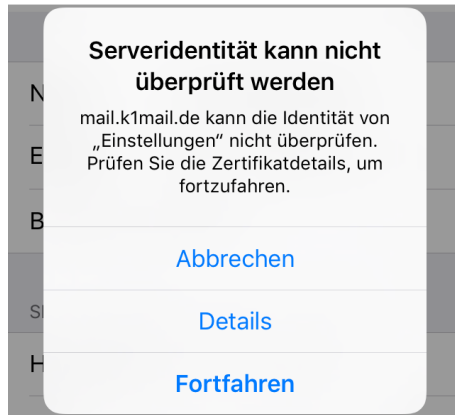 Serveridentität kann nicht
überprüft werden
mail.k1mail.de kann die Identität von
„Einstellungen“ nicht überprüfen.
Prüfen Sie die Zertifikatdetails, um
fortzufahren.
N
E
B
Abbrechen
S
Details
H
Fortfahren